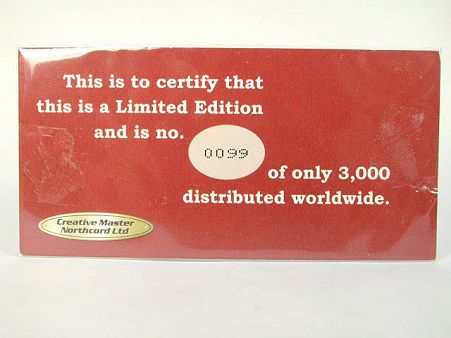 This is to certify that
this is a Limited Edition
and is no.
0099
of only 3,000
distributed worldwide.
Creative Master
Northcord Ltd